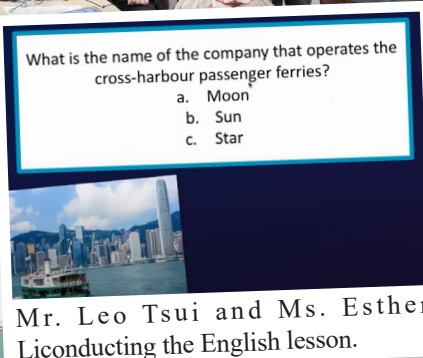 What is the name of the company that operates the
cross-harbour passenger ferries?
a. Moon
b. Sun
c. Star
Mr. Leo Tsui and Ms. Esther
Liconducting the English lesson.